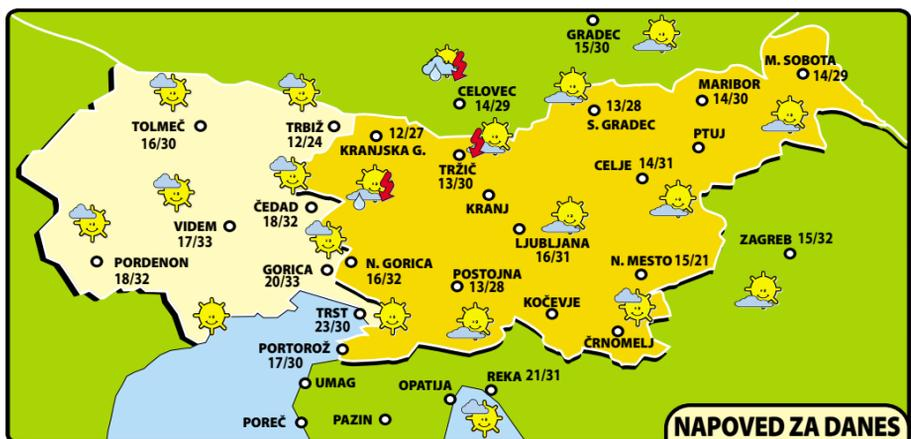 GRADEC
15/30
M. SOBOTA
14/29
CELOVEC
14/29
MARIBOR
14/30
13/28
S. GRADEC
TOLMEČ
16/30
TRBIŽ
12/24
12/27
KRANJSKA G.
PTUJ
TRŽIČ
13/30
CELJE 14/31
KRANJ
ČEDAD
18/32
VIDEM
17/33
LJUBLJANA
16/31
ZAGREB 15/32
PORDENON
18/32
GORICA
20/33
N. GORICA
16/32
POSTOJNA
13/28
N. MESTO 15/21
KOČEVJE
TRST
23/30
ČRNOMELJ
PORTOROŽ
17/30
UMAG
OPATIJA
REKA 21/31
POREČ
PAZIN
NAPOVED ZA DANES